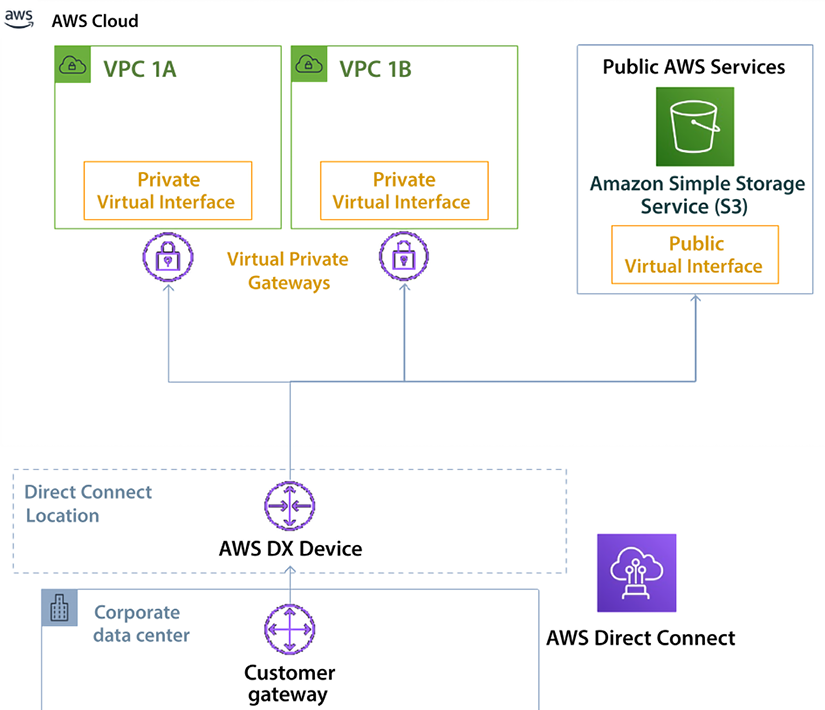 aws
AWS Cloud
VPC 1A
VPC 1B
Public AWS Services
Amazon Simple Storage
Service (S3)
Private
Virtual Interface
Private
Virtual Interface
Public
Virtual Interface
Virtual Private
Gateways
Direct Connect
Location
AWS DX Device
AWS Direct Connect
Corporate
data center
Customer
gateway